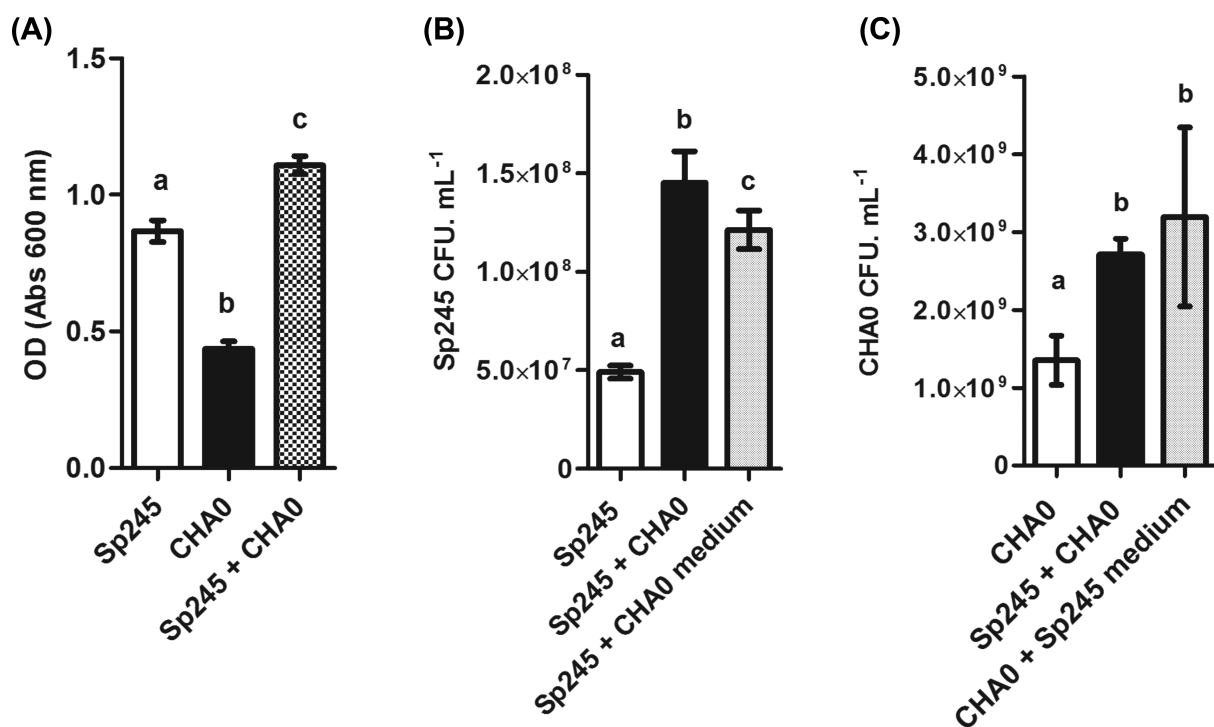 (A)
OD (Abs 600 nm)
1.5
1.0
0.5
0.0
a
b
c
Sp245
CHA0
Sp245 + CHA0
(B)
Sp245 CFU. mL⁻¹
2.0×10⁸
1.5×10⁸
1.0×10⁸
5.0×10⁷
0
a
b
c
Sp245
Sp245 + CHA0
Sp245 + CHA0 medium
(C)
CHA0 CFU. mL⁻¹
5.0×10⁹
4.0×10⁹
3.0×10⁹
2.0×10⁹
1.0×10⁹
0
a
b
b
CHA0
Sp245 + CHA0
CHA0 + Sp245 medium